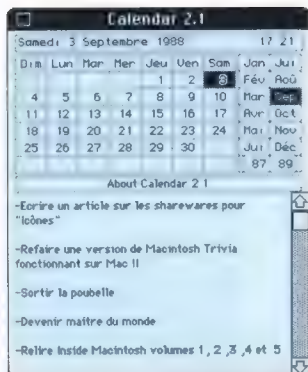 Calendar 2.1
Samedi 3 Septembre 1988 17 21
Dim Lun Mar Mer Jeu Ven Sam Jan Jui
1 2 3 Fév Aoû
4 5 6 7 8 9 10 Mar Sep
11 12 13 14 15 16 17 Avr Oct
18 19 20 21 22 23 24 Mai Nov
25 26 27 28 29 30 Jui Déc
87 89
About Calendar 2.1
-Ecrire un article sur les sharewares pour
"Icônes"
-Refaire une version de Macintosh Trivia
fonctionnant sur Mac II
-Sortir la poubelle
-Devenir maître du monde
-Relire Inside Macintosh volumes 1 , 2 ,3 ,4 et 5